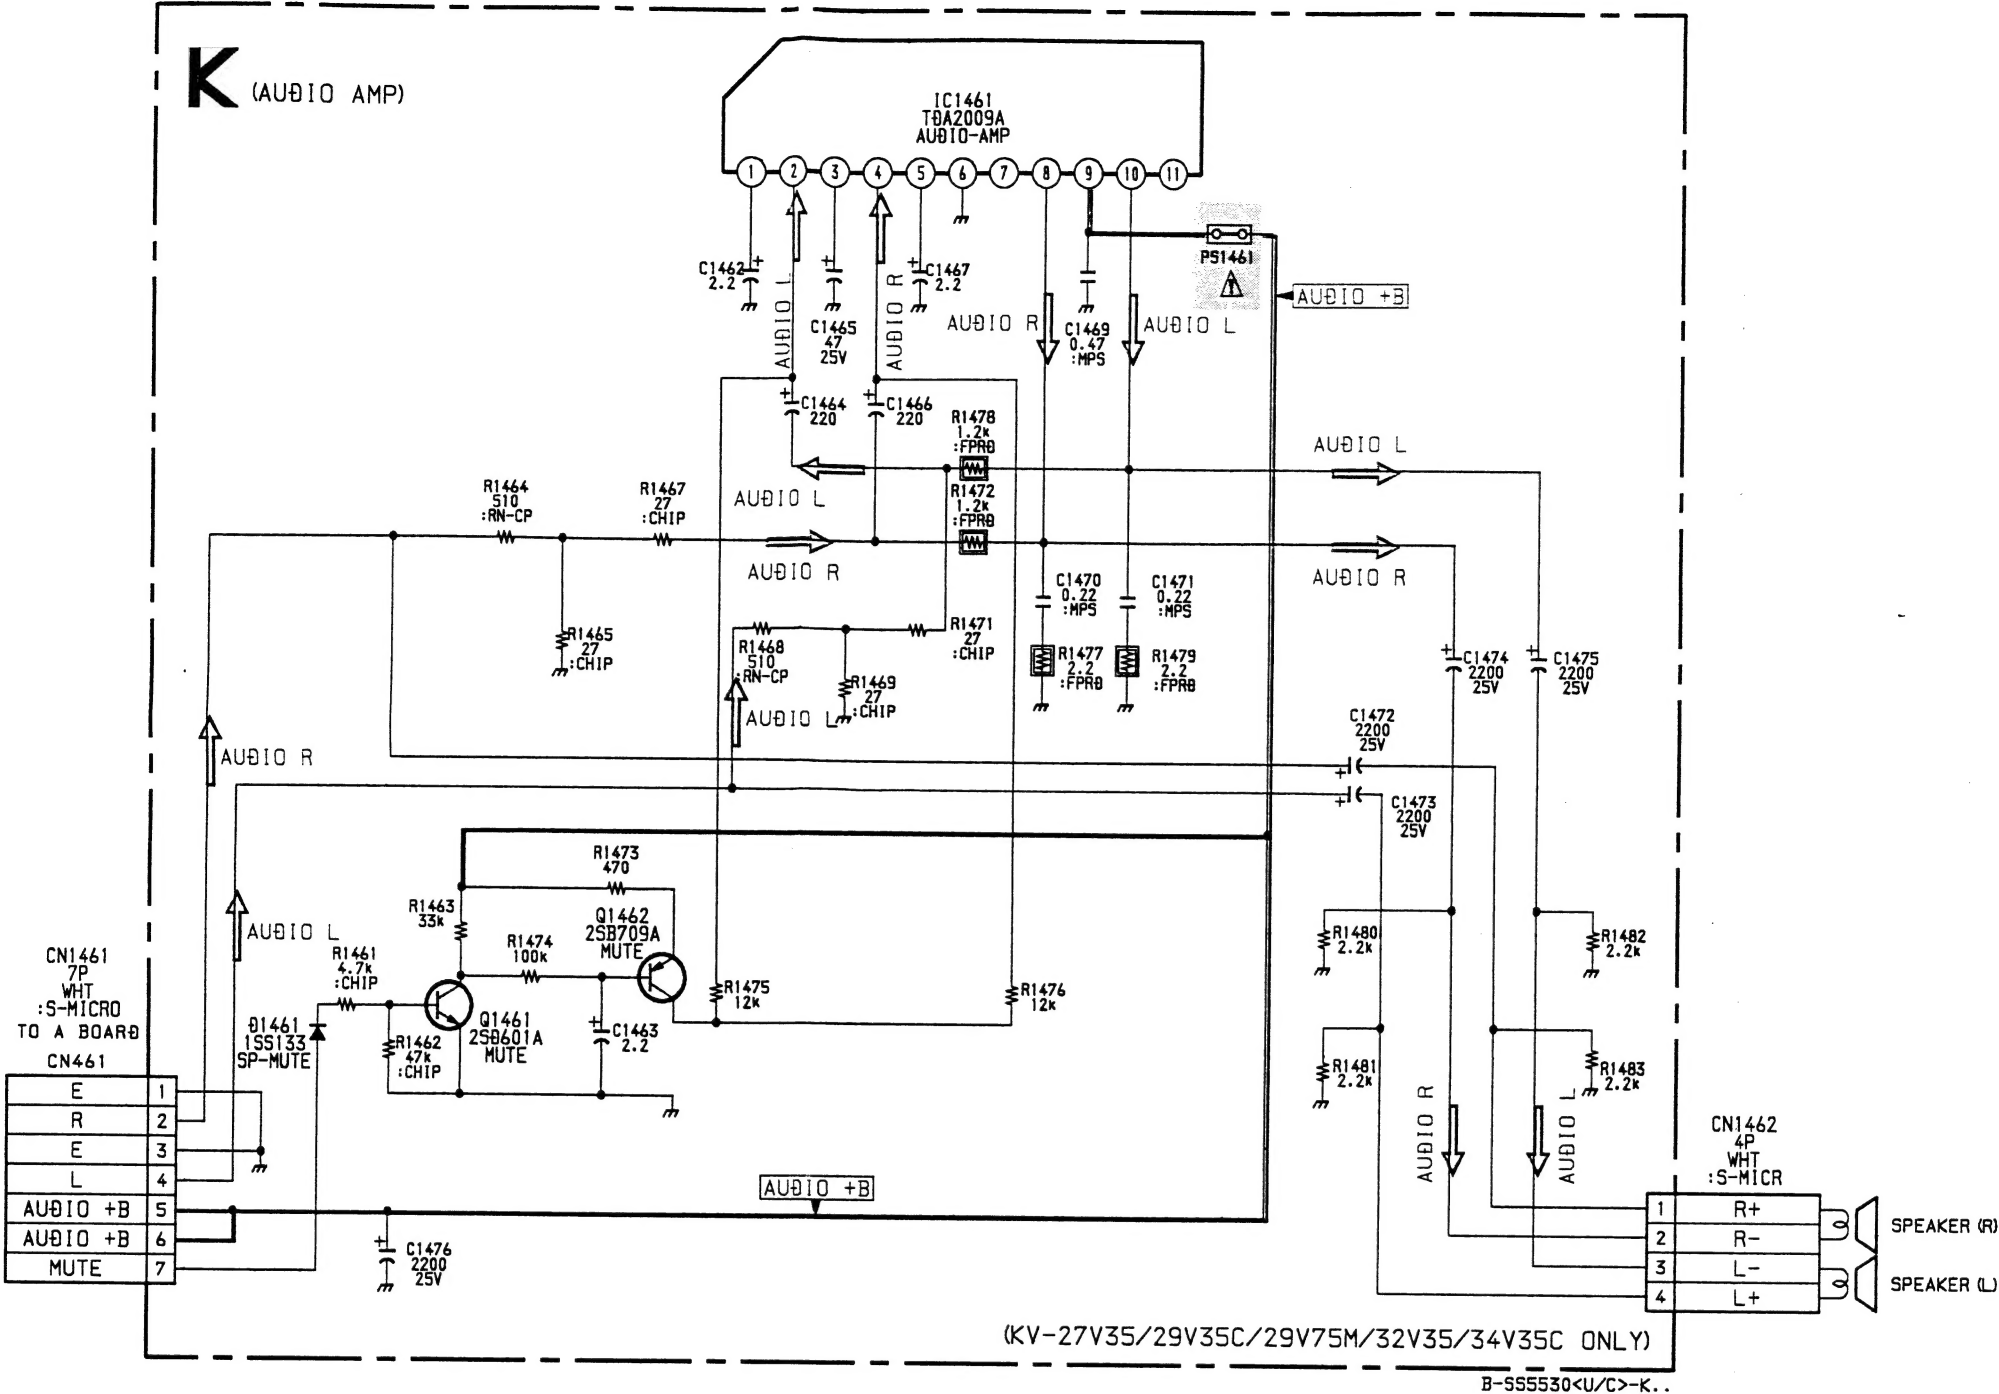 K (AUDIO AMP)
IC1461
TDA2009A
AUDIO-AMP
1 2 3 4 5 6 7 8 9 10 11
C1462
2.2
+
AUDIO L
+
C1465
47
25V
AUDIO R
+
C1467
2.2
AUDIO R
C1469
0.47
:MPS
AUDIO L
PS1461
AUDIO +B
+
C1464
220
+
C1466
220
R1478
1.2k
:FPRD
AUDIO L
AUDIO L
R1472
1.2k
:FPRD
R1464
510
:RN-CP
R1467
27
:CHIP
AUDIO R
AUDIO R
R1465
27
:CHIP
R1468
510
:RN-CP
R1471
27
:CHIP
R1469
27
:CHIP
AUDIO L
C1470
0.22
:MPS
C1471
0.22
:MPS
R1477
2.2
:FPRD
R1479
2.2
:FPRD
+
C1474
2200
25V
+
C1475
2200
25V
AUDIO R
C1472
2200
25V
+
+
C1473
2200
25V
R1473
470
R1463
33k
Q1462
2SB709A
MUTE
AUDIO L
R1461
4.7k
:CHIP
R1474
100k
R1475
12k
R1476
12k
R1480
2.2k
R1482
2.2k
CN1461
7P
WHT
:S-MICRO
TO A BOARD
CN461
D1461
1SS133
SP-MUTE
R1462
47k
:CHIP
Q1461
2SD601A
MUTE
+
C1463
2.2
R1481
2.2k
R1483
2.2k
E 1
R 2
E 3
L 4
AUDIO +B 5
AUDIO +B 6
MUTE 7
AUDIO +B
+
C1476
2200
25V
AUDIO R
AUDIO L
CN1462
4P
WHT
:S-MICR
1 R+
2 R-
3 L-
4 L+
SPEAKER (R)
SPEAKER (L)
(KV-27V35/29V35C/29V75M/32V35/34V35C ONLY)
B-SS5530<U/C>-K..